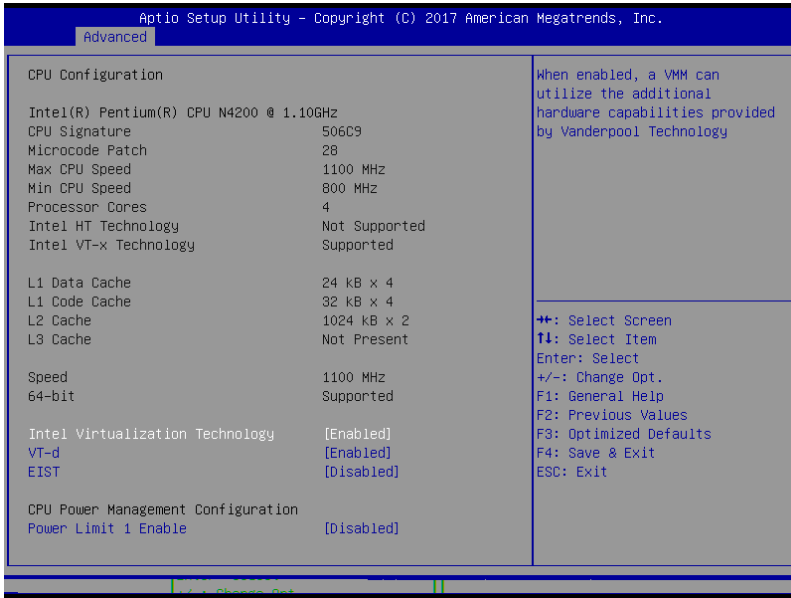 Aptio Setup Utility – Copyright (C) 2017 American Megatrends, Inc.
Advanced
CPU Configuration
Intel(R) Pentium(R) CPU N4200 @ 1.10GHz
CPU Signature 506C9
Microcode Patch 28
Max CPU Speed 1100 MHz
Min CPU Speed 800 MHz
Processor Cores 4
Intel HT Technology Not Supported
Intel VT-x Technology Supported
L1 Data Cache 24 kB x 4
L1 Code Cache 32 kB x 4
L2 Cache 1024 kB x 2
L3 Cache Not Present
Speed 1100 MHz
64-bit Supported
Intel Virtualization Technology [Enabled]
VT-d [Enabled]
EIST [Disabled]
CPU Power Management Configuration
Power Limit 1 Enable [Disabled]
When enabled, a VMM can
utilize the additional
hardware capabilities provided
by Vanderpool Technology
→←: Select Screen
↑↓: Select Item
Enter: Select
+/-: Change Opt.
F1: General Help
F2: Previous Values
F3: Optimized Defaults
F4: Save & Exit
ESC: Exit